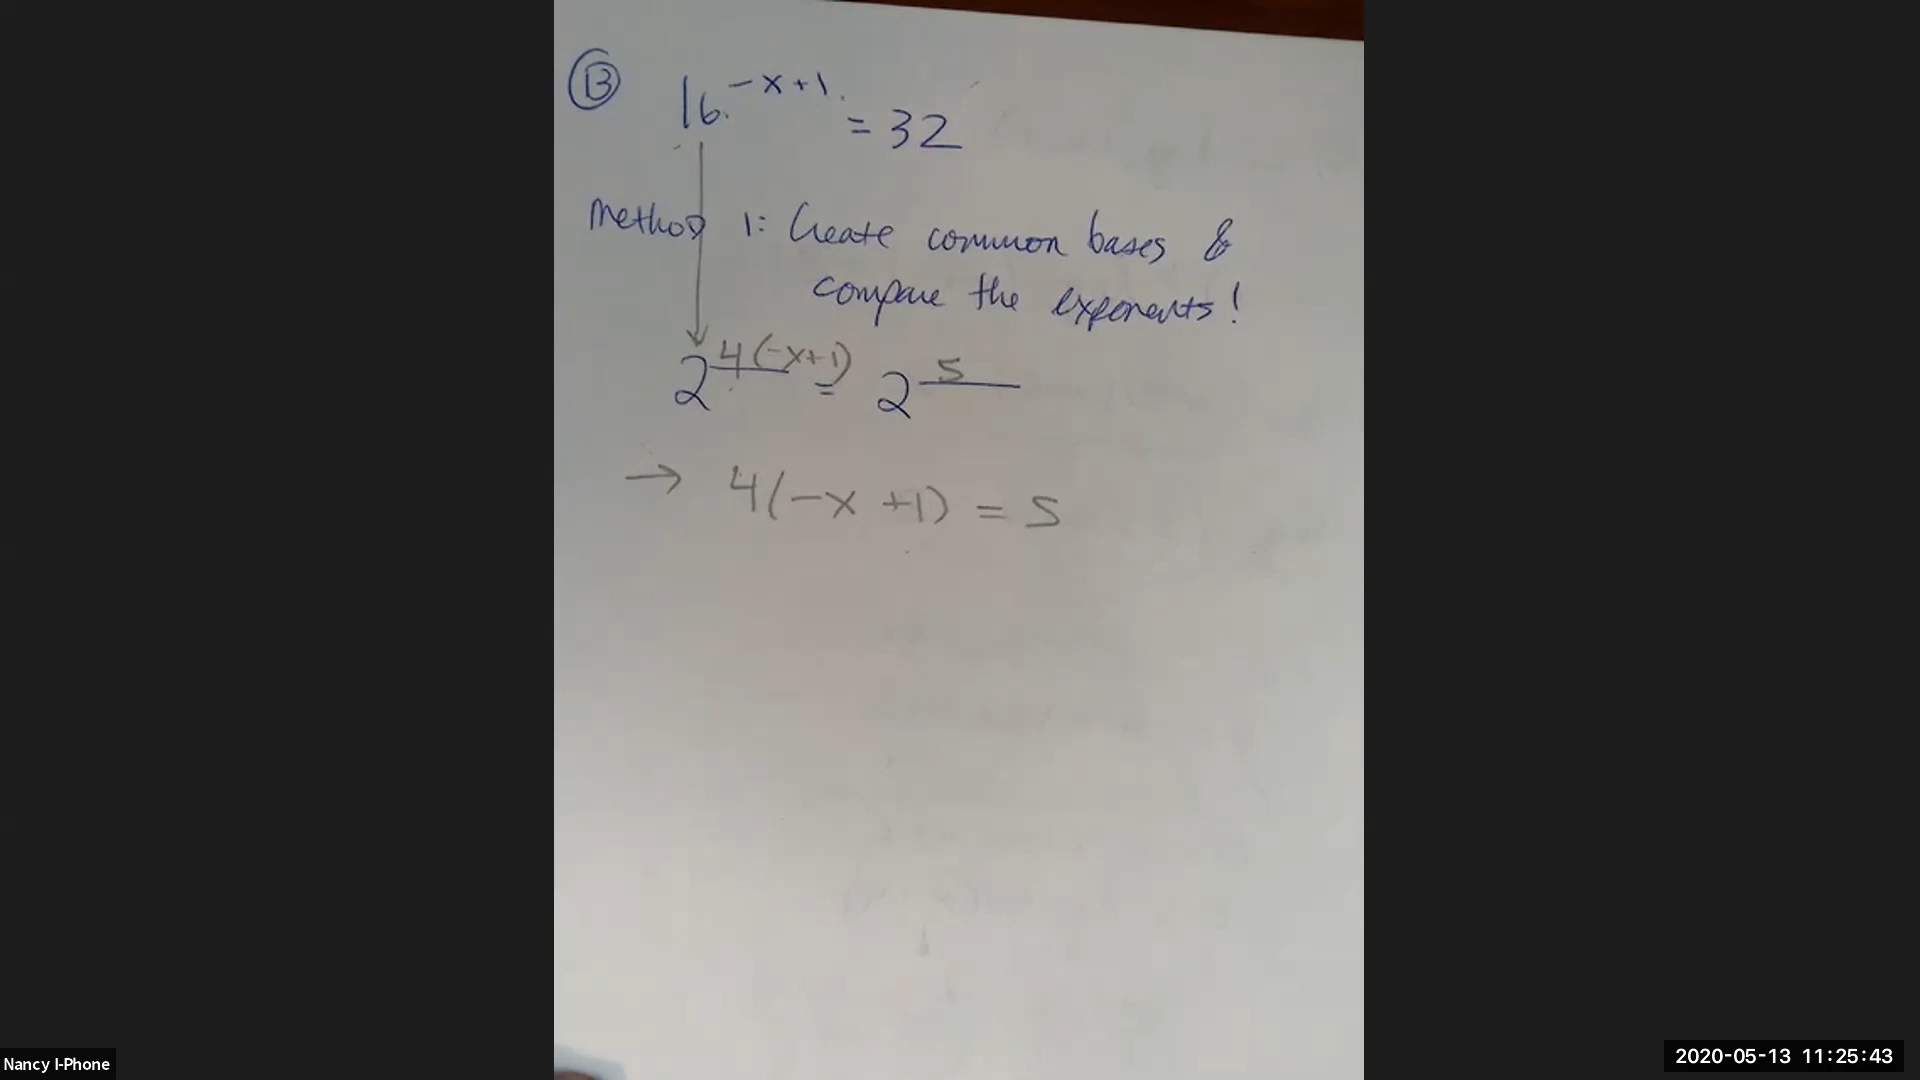 13
16^{-x+1} = 32
Method 1: Create common bases &
compare the exponents!
2^{4(-x+1)} = 2^{5}
→ 4(-x+1) = 5
Nancy I-Phone
2020-05-13 11:25:43